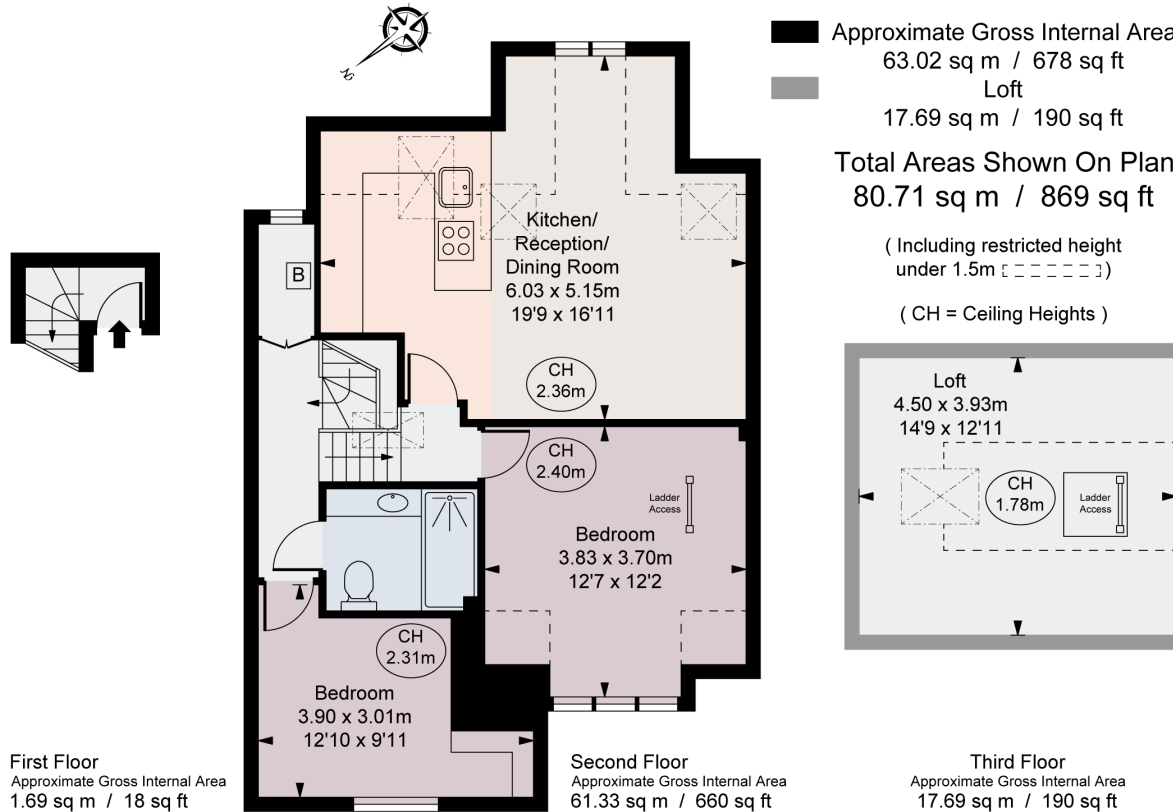 N
Approximate Gross Internal Area
63.02 sq m / 678 sq ft
Loft
17.69 sq m / 190 sq ft
Total Areas Shown On Plan
80.71 sq m / 869 sq ft
( Including restricted height
under 1.5m )
( CH = Ceiling Heights )
Kitchen/
Reception/
Dining Room
6.03 x 5.15m
19'9 x 16'11
B
CH
2.36m
CH
2.40m
Ladder
Access
Bedroom
3.83 x 3.70m
12'7 x 12'2
CH
2.31m
Bedroom
3.90 x 3.01m
12'10 x 9'11
Loft
4.50 x 3.93m
14'9 x 12'11
CH
1.78m
Ladder
Access
First Floor
Approximate Gross Internal Area
1.69 sq m / 18 sq ft
Second Floor
Approximate Gross Internal Area
61.33 sq m / 660 sq ft
Third Floor
Approximate Gross Internal Area
17.69 sq m / 190 sq ft